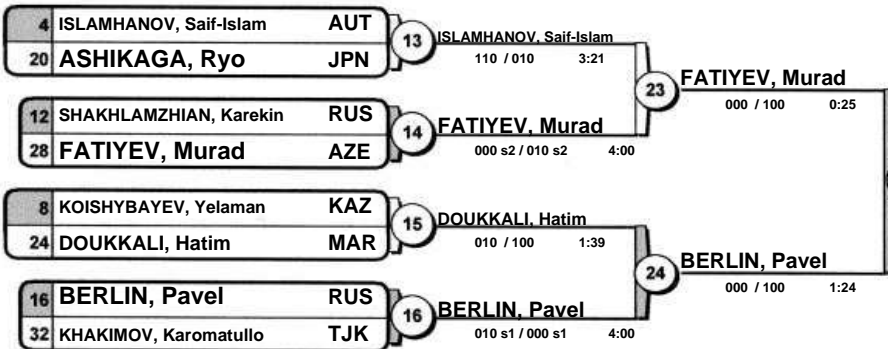 4 ISLAMHANOV, Saif-Islam AUT
20 ASHIKAGA, Ryo JPN
13
ISLAMHANOV, Saif-Islam
110 / 010 3:21
12 SHAKHLAMZHIAN, Karekin RUS
28 FATIYEV, Murad AZE
14
FATIYEV, Murad
000 s2 / 010 s2 4:00
23
FATIYEV, Murad
000 / 100 0:25
8 KOISHYBAYEV, Yelaman KAZ
24 DOUKKALI, Hatim MAR
15
DOUKKALI, Hatim
010 / 100 1:39
16 BERLIN, Pavel RUS
32 KHAKIMOV, Karomatullo TJK
16
BERLIN, Pavel
010 s1 / 000 s1 4:00
24
BERLIN, Pavel
000 / 100 1:24